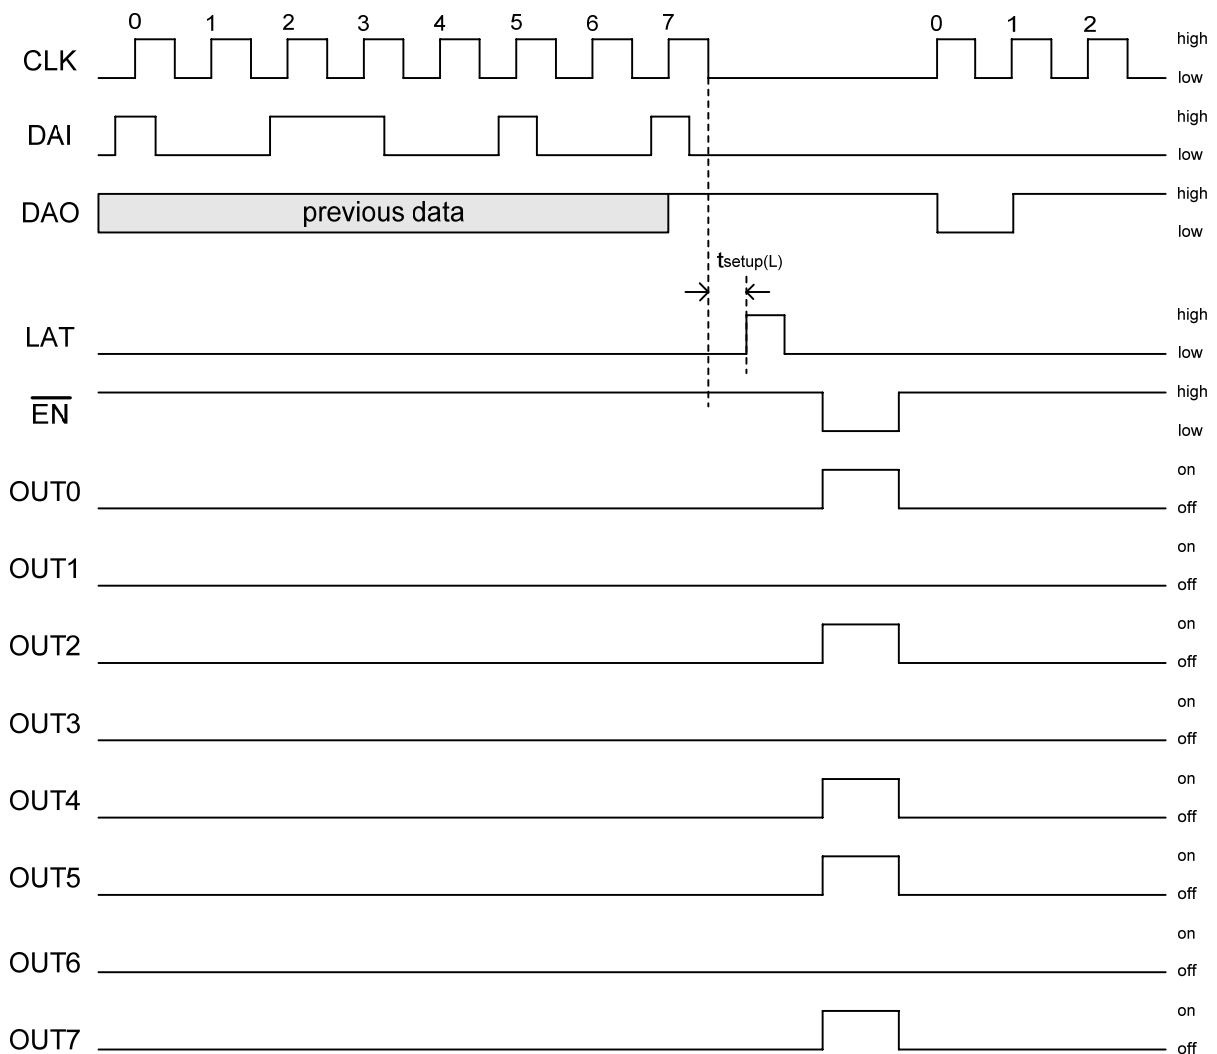 0 1 2 3 4 5 6 7 0 1 2
CLK
high
low
DAI
high
low
DAO
previous data
high
low
tsetup(L)
LAT
high
low
EN
high
low
OUT0
on
off
OUT1
on
off
OUT2
on
off
OUT3
on
off
OUT4
on
off
OUT5
on
off
OUT6
on
off
OUT7
on
off